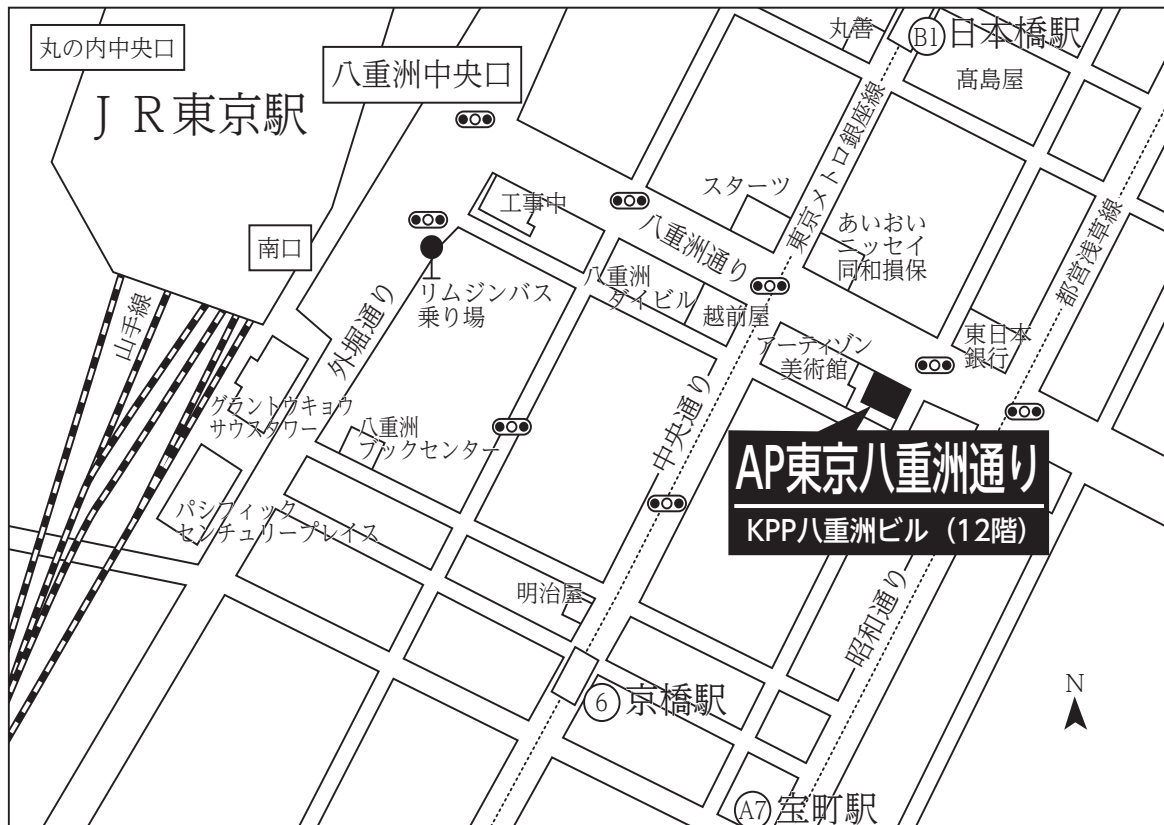 丸の内中央口
八重洲中央口
JR東京駅
丸善
B1
日本橋駅
髙島屋
東京メトロ銀座線
スターツ
工事中
八重洲通り
あいおい
ニッセイ
同和損保
都営浅草線
南口
山手線
外堀通り
リムジンバス
乗り場
八重洲
ダイビル
越前屋
アーティゾン
美術館
東日本
銀行
グラントウキョウ
サウスタワー
八重洲
ブックセンター
中央通り
AP東京八重洲通り
KPP八重洲ビル（12階）
パシフィック
センチュリープレイス
明治屋
昭和通り
6
京橋駅
N
A7
宝町駅